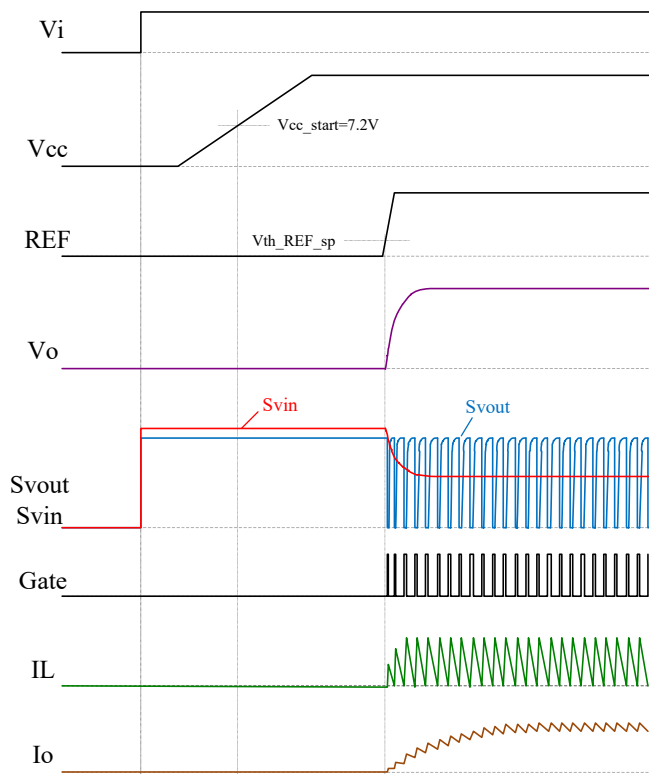 Vi
Vcc_start=7.2V
Vcc
REF
Vth_REF_sp
Vo
Svin
Svout
Svout
Svin
Gate
IL
Io